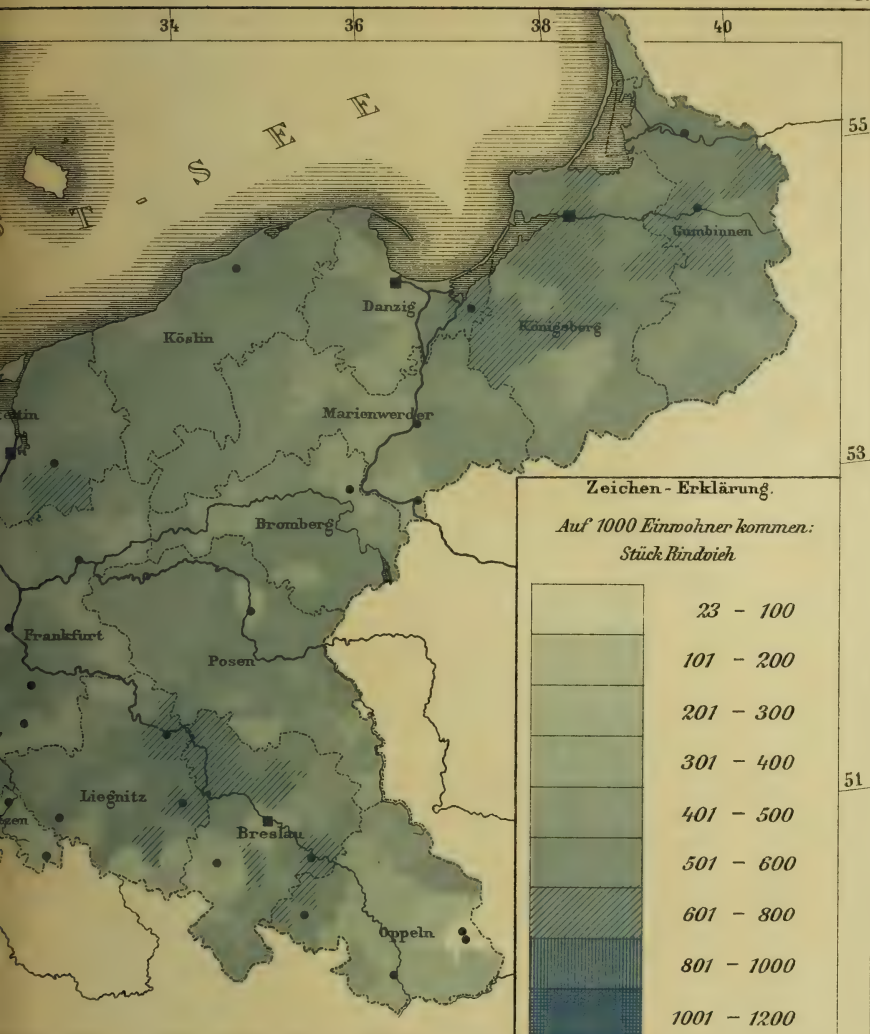 34 36 38 40
55
T - S E E
Gumbinnen
Danzig
Königsberg
Köslin
Marienwerder
53
Zeichen - Erklärung.
Auf 1000 Einwohner kommen:
Stück Rindvieh
Bromberg
23 – 100
Frankfurt
Posen
101 – 200
201 – 300
301 – 400
51
Liegnitz
401 – 500
Breslau
501 – 600
601 – 800
Oppeln
801 – 1000
1001 – 1200